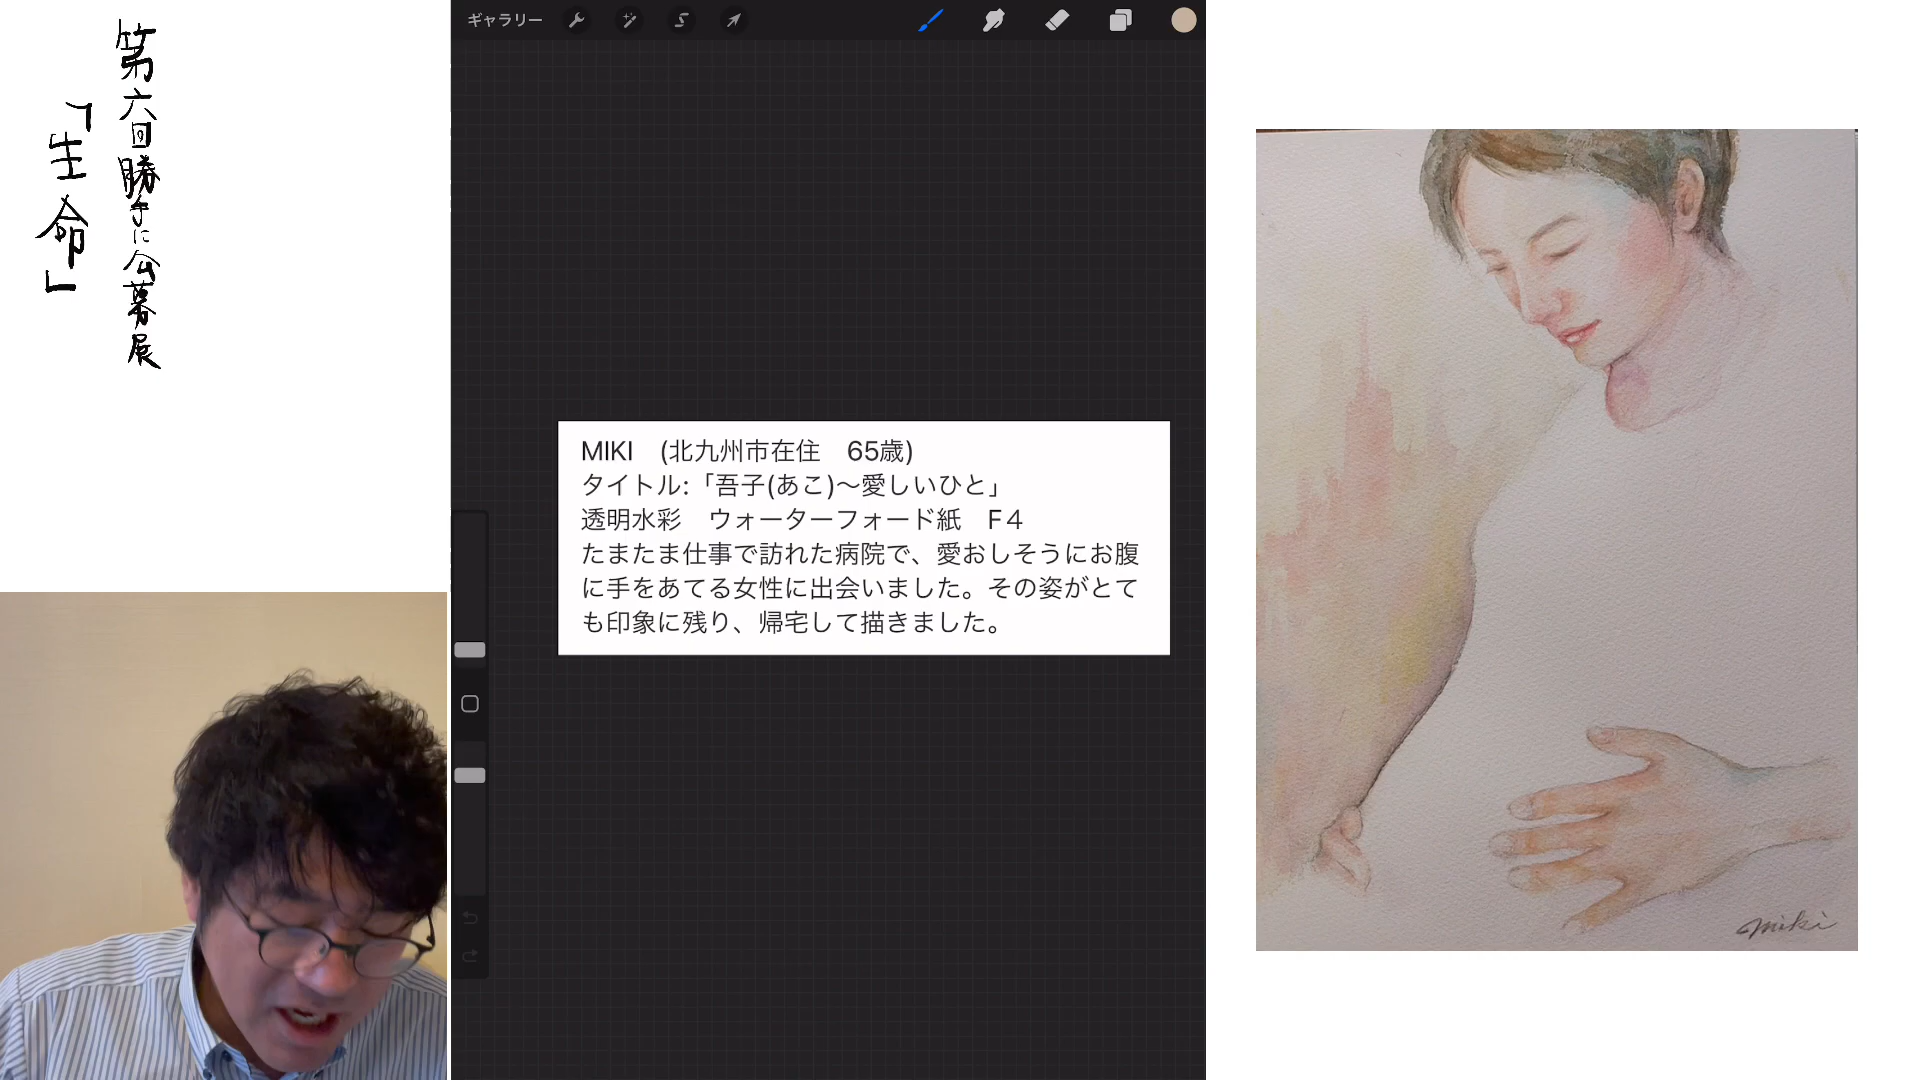 第六回勝手に公募展
「生命」
ギャラリー
MIKI　(北九州市在住　65歳)
タイトル:「吾子(あこ)〜愛しいひと」
透明水彩　ウォーターフォード紙　F４
たまたま仕事で訪れた病院で、愛おしそうにお腹
に手をあてる女性に出会いました。その姿がとて
も印象に残り、帰宅して描きました。
miki